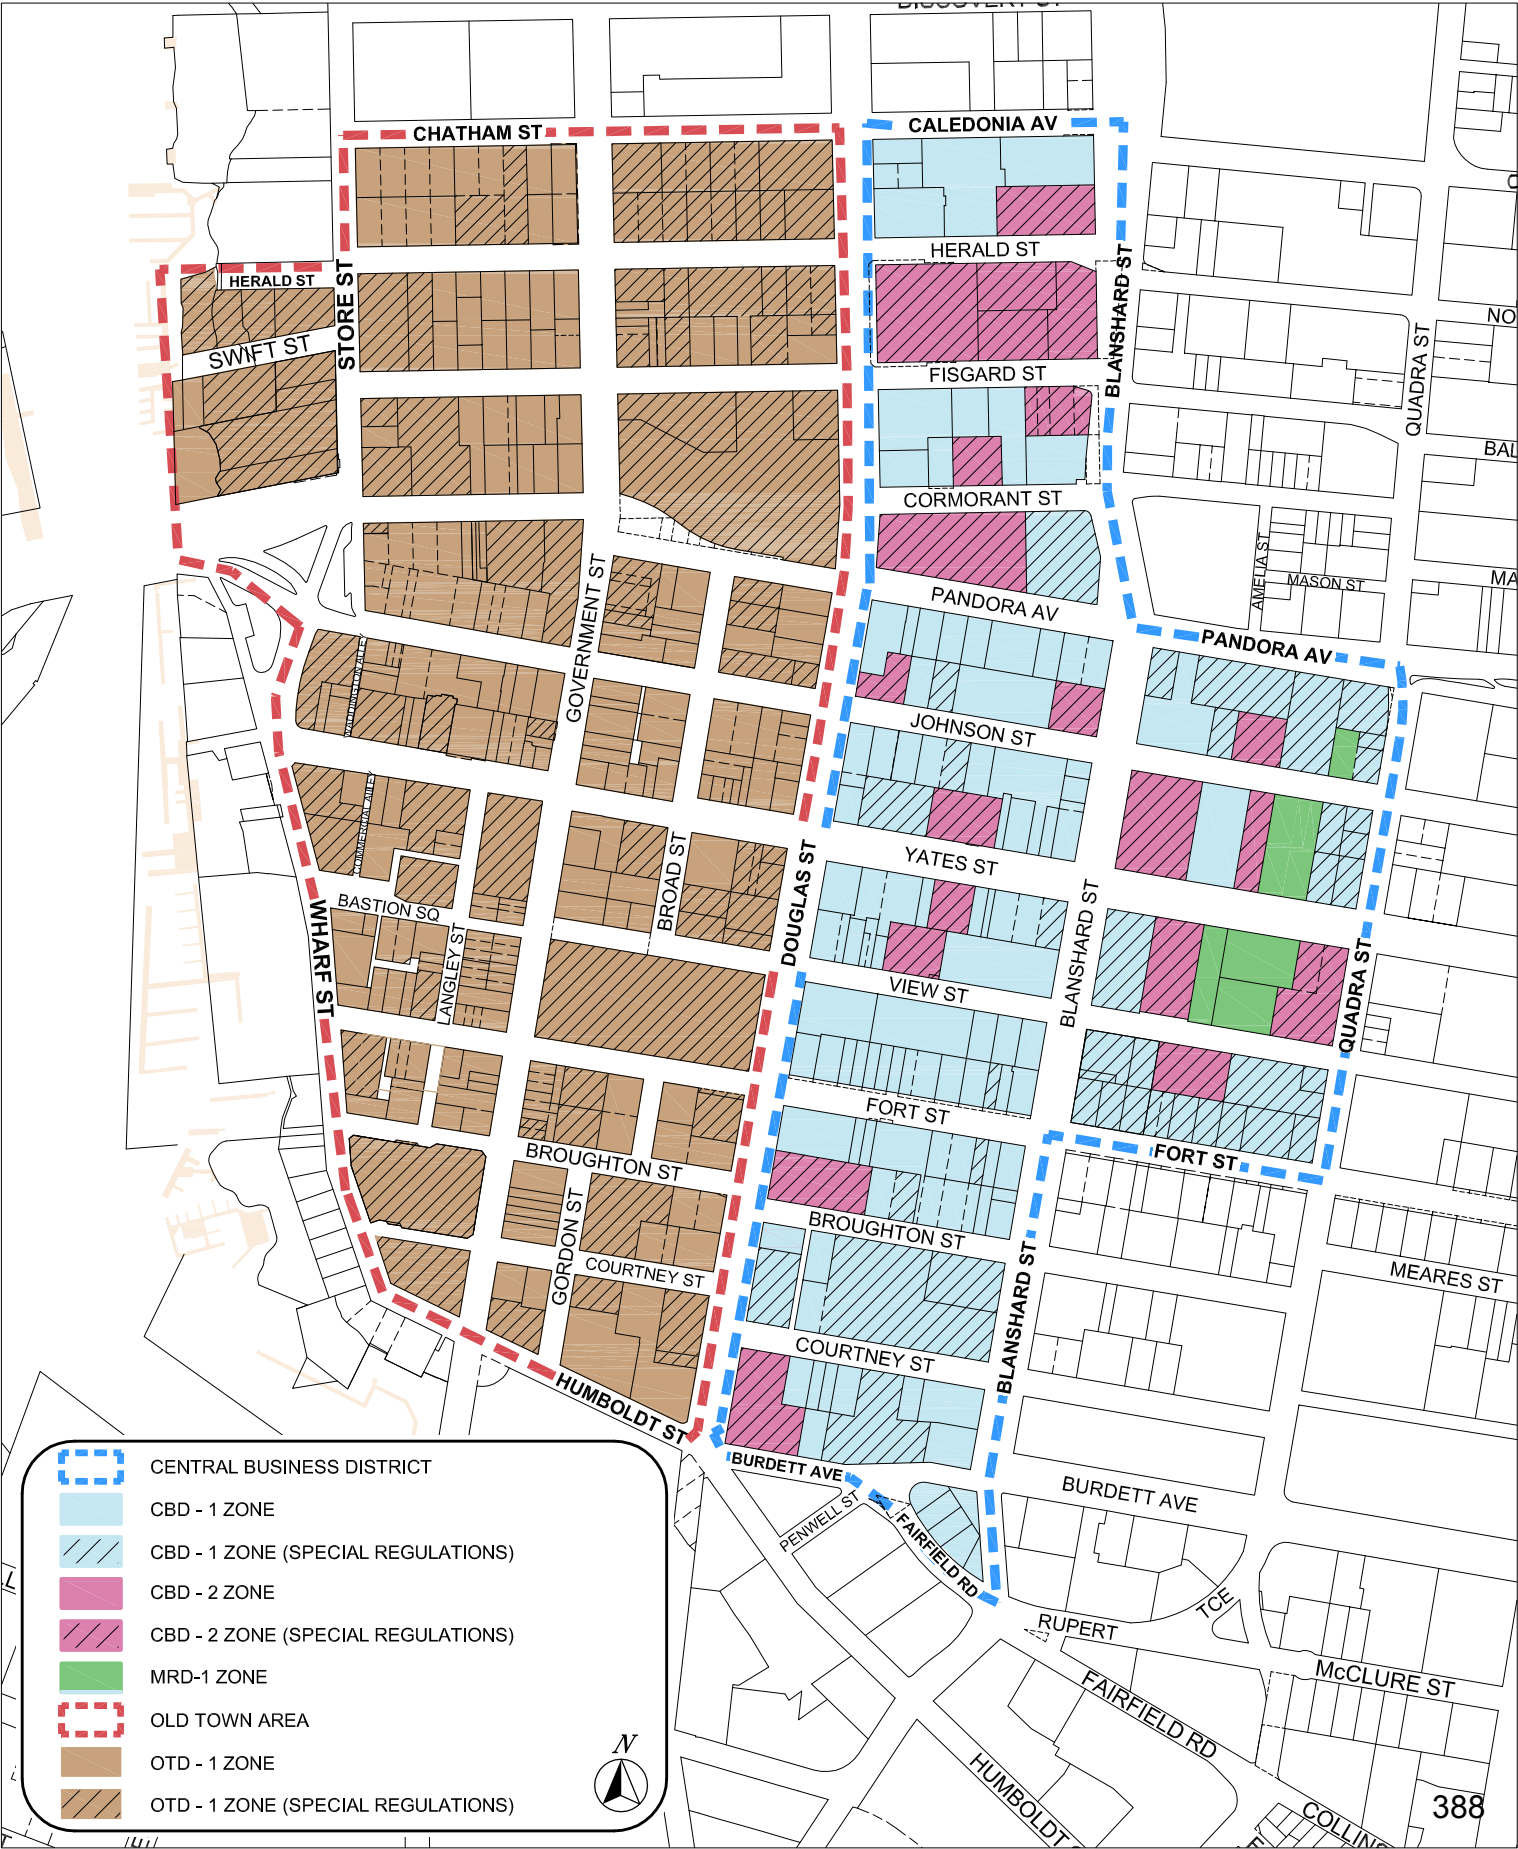 CHATHAM ST
CALEDONIA AV
HERALD ST
HERALD ST
STORE ST
SWIFT ST
BLANSHARD ST
FISGARD ST
QUADRA ST
CORMORANT ST
AMELIA ST
MASON ST
PANDORA AV
PANDORA AV
GOVERNMENT ST
WADDINGTON ALLEY
JOHNSON ST
COMMERCIAL ALLEY
YATES ST
DOUGLAS ST
BROAD ST
BASTION SQ
LANGLEY ST
WHARF ST
VIEW ST
BLANSHARD ST
QUADRA ST
FORT ST
FORT ST
BROUGHTON ST
BROUGHTON ST
GORDON ST
COURTNEY ST
COURTNEY ST
BLANSHARD ST
MEARES ST
HUMBOLDT ST
BURDETT AVE
BURDETT AVE
PENWELL ST
FAIRFIELD RD
RUPERT
TCE
McCLURE ST
FAIRFIELD RD
HUMBOLDT
COLLINS
CENTRAL BUSINESS DISTRICT
CBD - 1 ZONE
CBD - 1 ZONE (SPECIAL REGULATIONS)
CBD - 2 ZONE
CBD - 2 ZONE (SPECIAL REGULATIONS)
MRD-1 ZONE
OLD TOWN AREA
OTD - 1 ZONE
OTD - 1 ZONE (SPECIAL REGULATIONS)
N
388